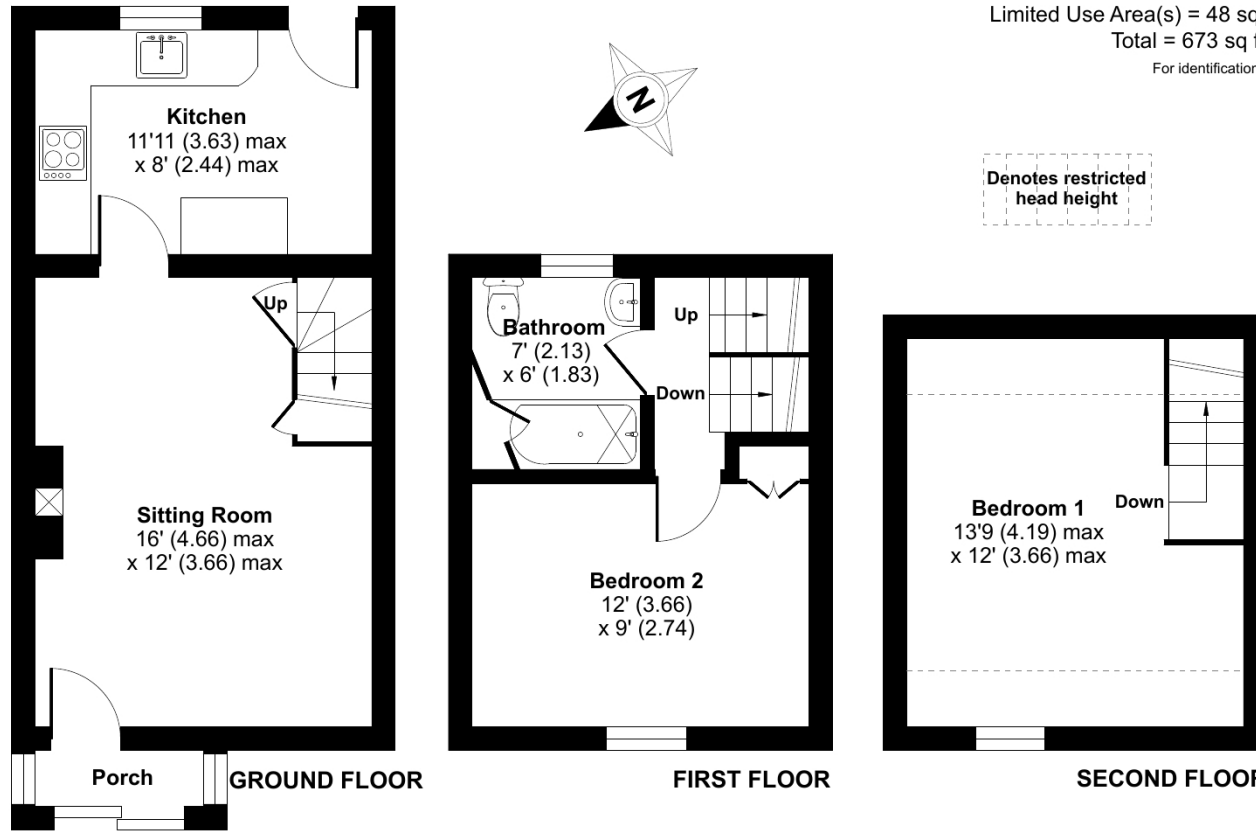 Limited Use Area(s) = 48 sq
Total = 673 sq f
For identification
N
Kitchen
11'11 (3.63) max
x 8' (2.44) max
Denotes restricted
head height
Up
Sitting Room
16' (4.66) max
x 12' (3.66) max
Porch
GROUND FLOOR
Bathroom
7' (2.13)
x 6' (1.83)
Up
Down
Bedroom 2
12' (3.66)
x 9' (2.74)
FIRST FLOOR
Bedroom 1
13'9 (4.19) max
x 12' (3.66) max
Down
SECOND FLOOR